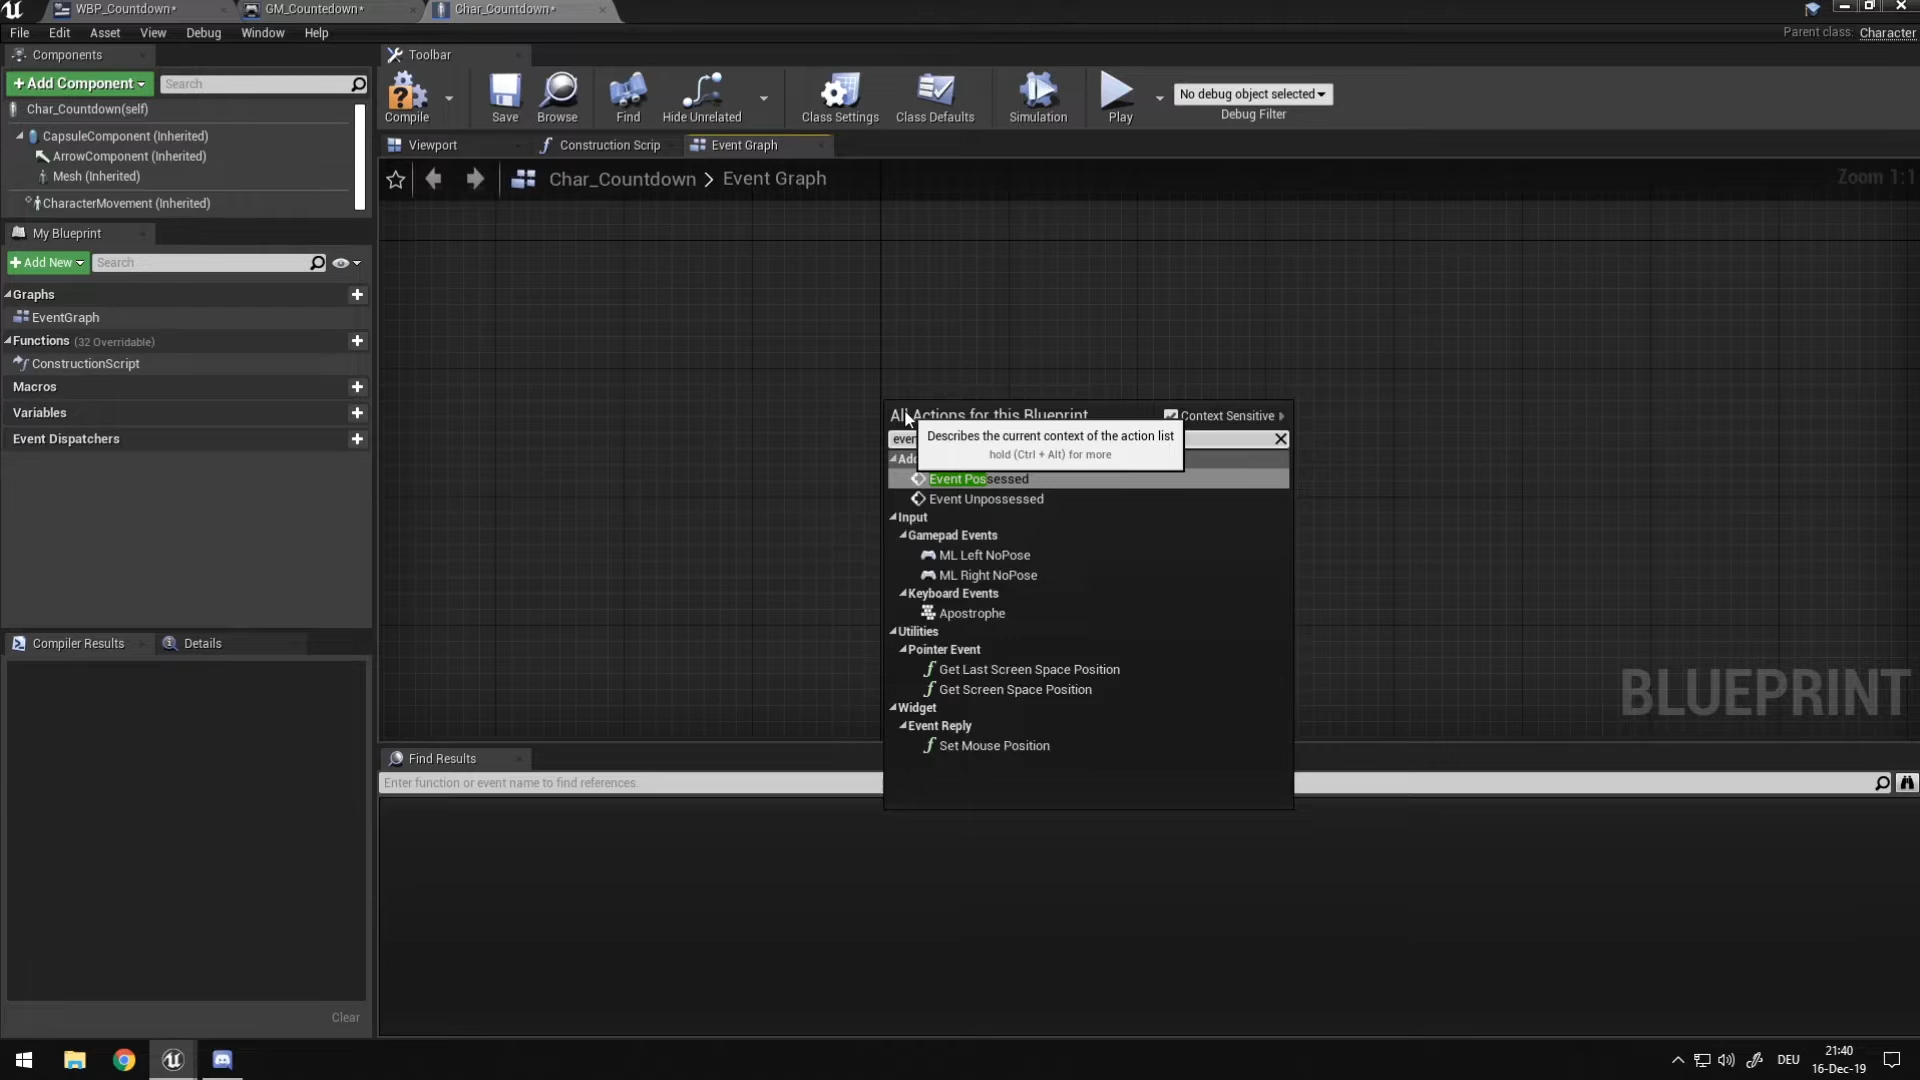 WBP_Countdown*
GM_Countedown*
Char_Countdown*
File Edit Asset View Debug Window Help
Parent class: Character
Components
Toolbar
+ Add Component
Search
Char_Countdown(self)
CapsuleComponent (Inherited)
ArrowComponent (Inherited)
Mesh (Inherited)
CharacterMovement (Inherited)
Compile
Save
Browse
Find
Hide Unrelated
Class Settings
Class Defaults
Simulation
Play
No debug object selected
Debug Filter
Viewport
Construction Scrip
Event Graph
Char_Countdown > Event Graph
Zoom 1:1
My Blueprint
+ Add New
Search
Graphs
EventGraph
Functions (32 Overridable)
ConstructionScript
Macros
Variables
Event Dispatchers
All Actions for this Blueprint
Context Sensitive
Describes the current context of the action list
hold (Ctrl + Alt) for more
Event Possessed
Event Unpossessed
Input
Gamepad Events
ML Left NoPose
ML Right NoPose
Keyboard Events
Apostrophe
Utilities
Pointer Event
Get Last Screen Space Position
Get Screen Space Position
Widget
Event Reply
Set Mouse Position
BLUEPRINT
Compiler Results
Details
Clear
Find Results
Enter function or event name to find references.
DEU
21:40
16-Dec-19